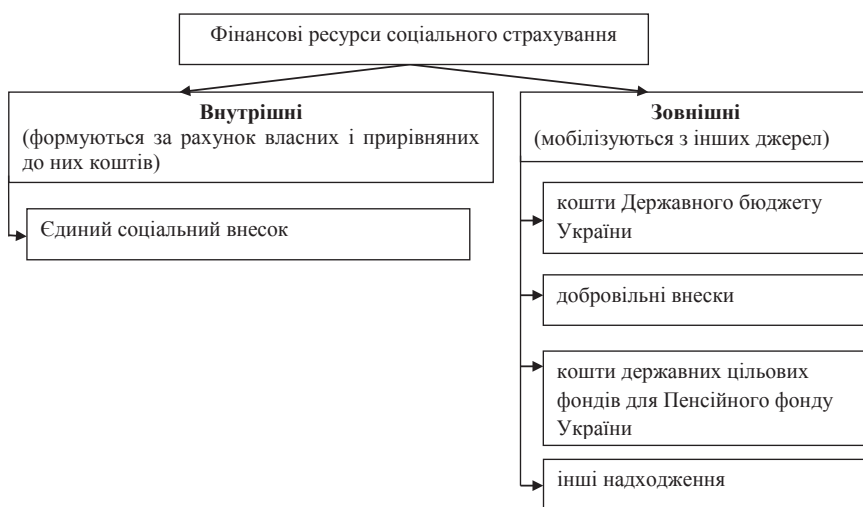 Фінансові ресурси соціального страхування
Внутрішні
(формуються за рахунок власних і прирівняних
до них коштів)
Єдиний соціальний внесок
Зовнішні
(мобілізуються з інших джерел)
кошти Державного бюджету
України
добровільні внески
кошти державних цільових
фондів для Пенсійного фонду
України
інші надходження